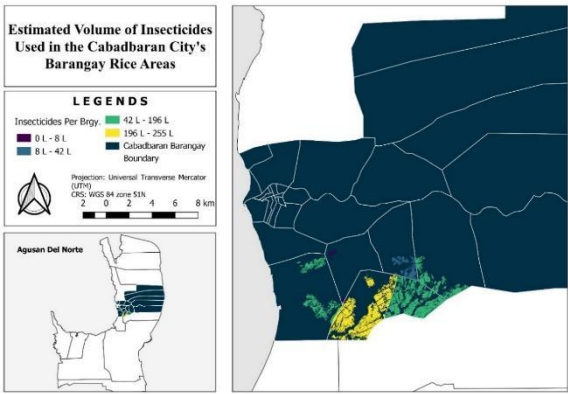 Estimated Volume of Insecticides
Used in the Cabadbaran City's
Barangay Rice Areas
LEGENDS
Insecticides Per Brgy.
0 L - 8 L
8 L - 42 L
42 L - 196 L
196 L - 255 L
Cabadbaran Barangay
Boundary
Projection: Universal Transverse Mercator
(UTM)
CRS: WGS 84 zone 51N
2 0 2 4 6 8 km
Agusan Del Norte